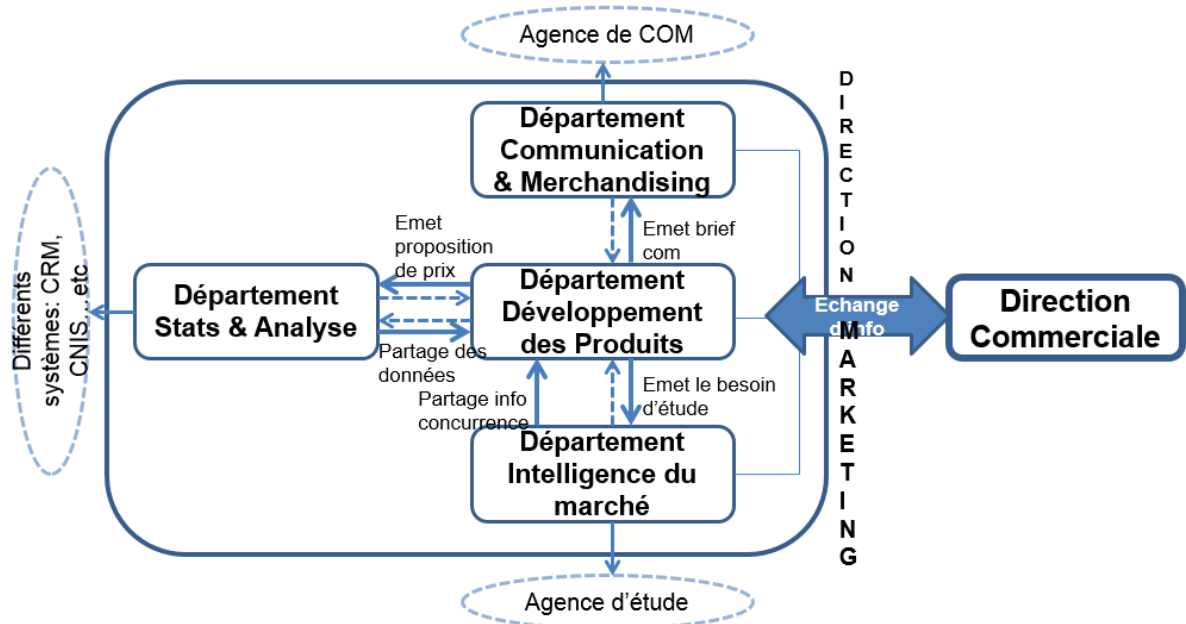 Agence de COM
Département
Communication
& Merchandising
Emet
proposition
de prix
Emet brief
com
Différents
systèmes: CRM,
CNIS,…etc
Département
Stats & Analyse
Département
Développement
des Produits
Echange
d'info
DIRECTION MARKETING
Direction
Commerciale
Partage des
données
Partage info
concurrence
Emet le besoin
d’étude
Département
Intelligence du
marché
Agence d’étude